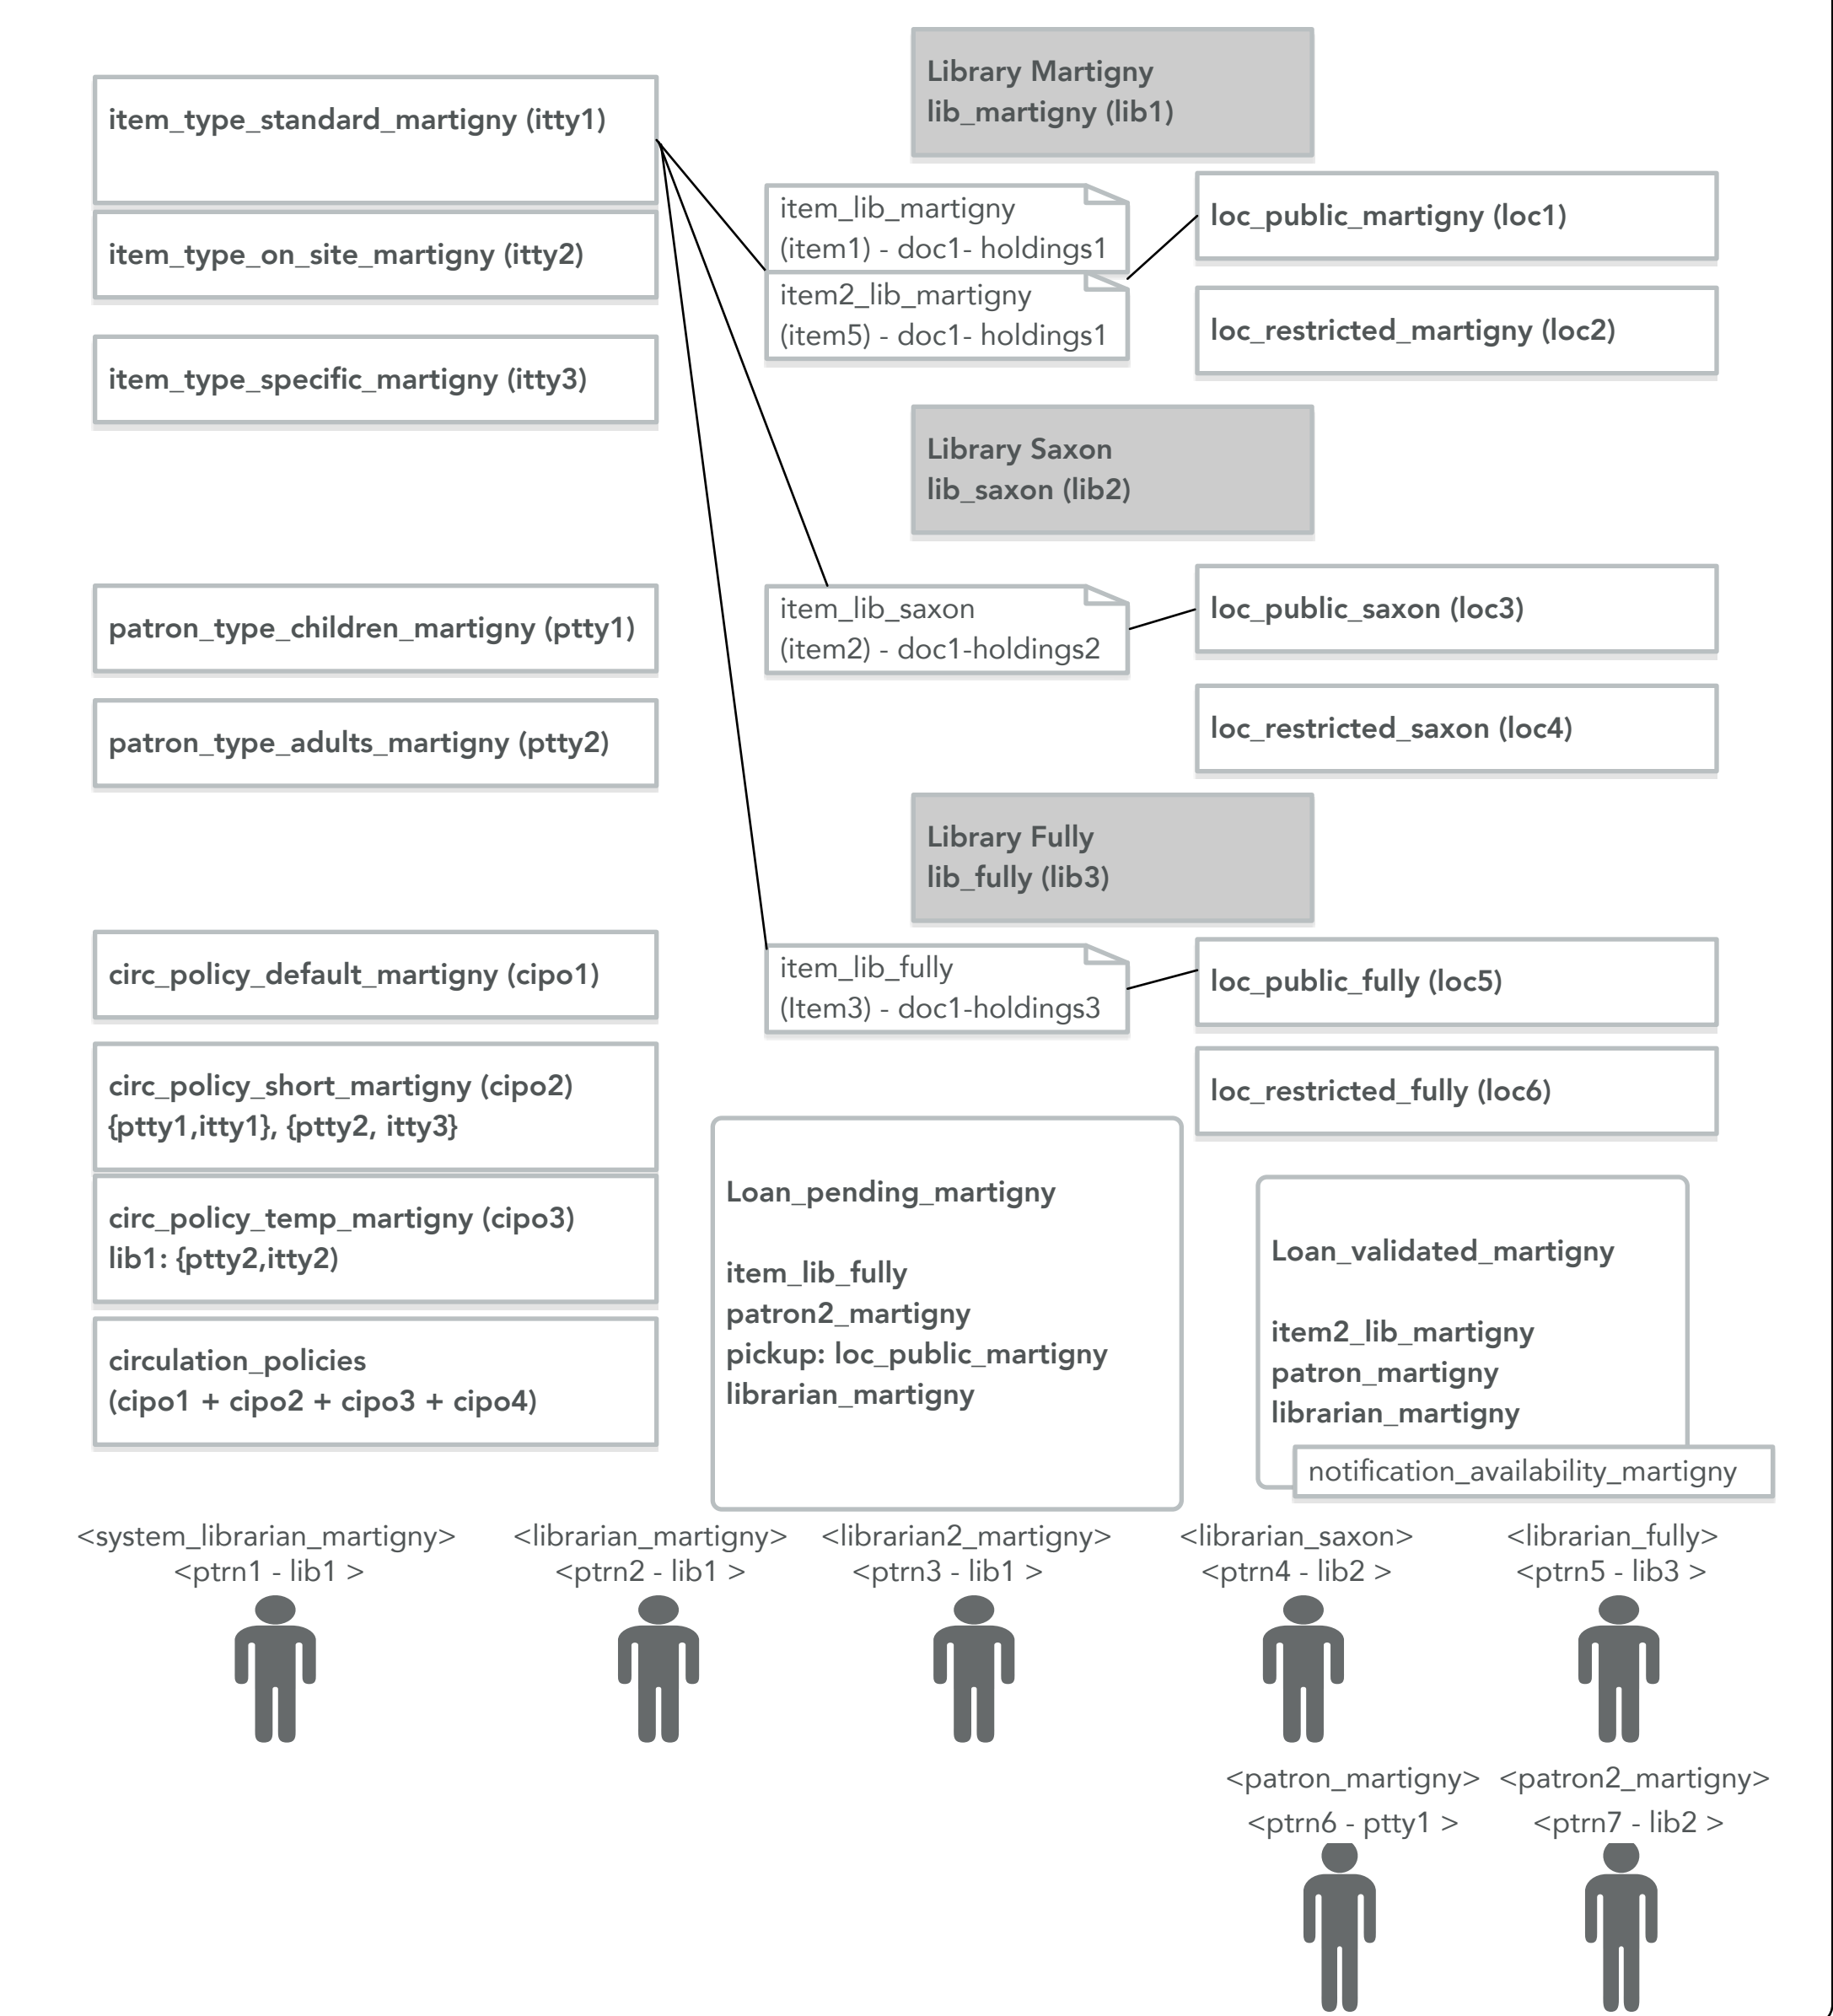 Library Martigny
lib_martigny (lib1)
item_type_standard_martigny (itty1)
item_type_on_site_martigny (itty2)
item_type_specific_martigny (itty3)
item_lib_martigny
(item1) - doc1- holdings1
item2_lib_martigny
(item5) - doc1- holdings1
loc_public_martigny (loc1)
loc_restricted_martigny (loc2)
Library Saxon
lib_saxon (lib2)
patron_type_children_martigny (ptty1)
patron_type_adults_martigny (ptty2)
item_lib_saxon
(item2) - doc1-holdings2
loc_public_saxon (loc3)
loc_restricted_saxon (loc4)
Library Fully
lib_fully (lib3)
circ_policy_default_martigny (cipo1)
circ_policy_short_martigny (cipo2)
{ptty1,itty1}, {ptty2, itty3}
circ_policy_temp_martigny (cipo3)
lib1: {ptty2,itty2)
circulation_policies
(cipo1 + cipo2 + cipo3 + cipo4)
item_lib_fully
(Item3) - doc1-holdings3
loc_public_fully (loc5)
loc_restricted_fully (loc6)
Loan_pending_martigny
item_lib_fully
patron2_martigny
pickup: loc_public_martigny
librarian_martigny
Loan_validated_martigny
item2_lib_martigny
patron_martigny
librarian_martigny
notification_availability_martigny
<system_librarian_martigny>
<ptrn1 - lib1 >
<librarian_martigny>
<ptrn2 - lib1 >
<librarian2_martigny>
<ptrn3 - lib1 >
<librarian_saxon>
<ptrn4 - lib2 >
<librarian_fully>
<ptrn5 - lib3 >
<patron_martigny>
<ptrn6 - ptty1 >
<patron2_martigny>
<ptrn7 - lib2 >